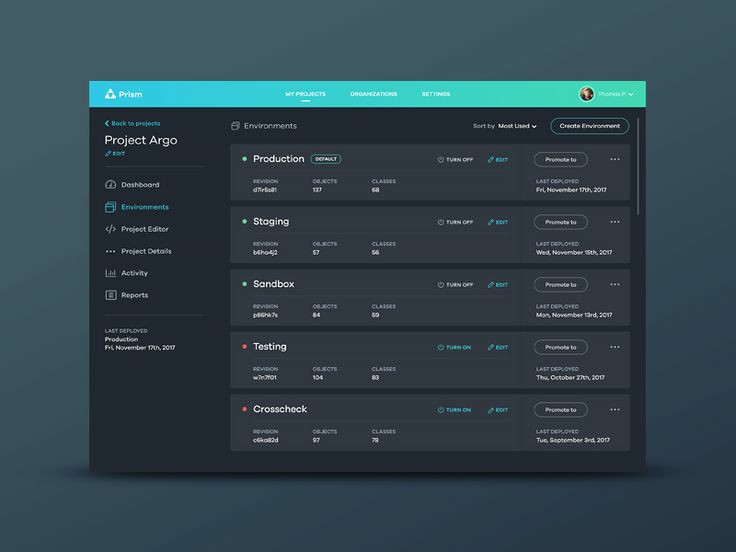 Prism
MY PROJECTS ORGANIZATIONS SETTINGS
Thomas P
Back to projects
Project Argo
EDIT
Dashboard
Environments
Project Editor
Project Details
Activity
Reports
LAST DEPLOYED
Production
Fri, November 17th, 2017
Environments
Sort by Most Used
Create Environment
Production DEFAULT TURN OFF EDIT Promote to
REVISION OBJECTS CLASSES LAST DEPLOYED
d7ir5s81 137 68 Fri, November 17th, 2017
Staging TURN OFF EDIT Promote to
REVISION OBJECTS CLASSES LAST DEPLOYED
b6ho4j2 57 56 Wed, November 15th, 2017
Sandbox TURN OFF EDIT Promote to
REVISION OBJECTS CLASSES LAST DEPLOYED
p86hk7s 84 59 Mon, November 13rd, 2017
Testing TURN ON EDIT Promote to
REVISION OBJECTS CLASSES LAST DEPLOYED
w7n7f01 104 83 Thu, October 27th, 2017
Crosscheck TURN ON EDIT Promote to
REVISION OBJECTS CLASSES LAST DEPLOYED
c6ka82d 97 78 Tue, September 3rd, 2017